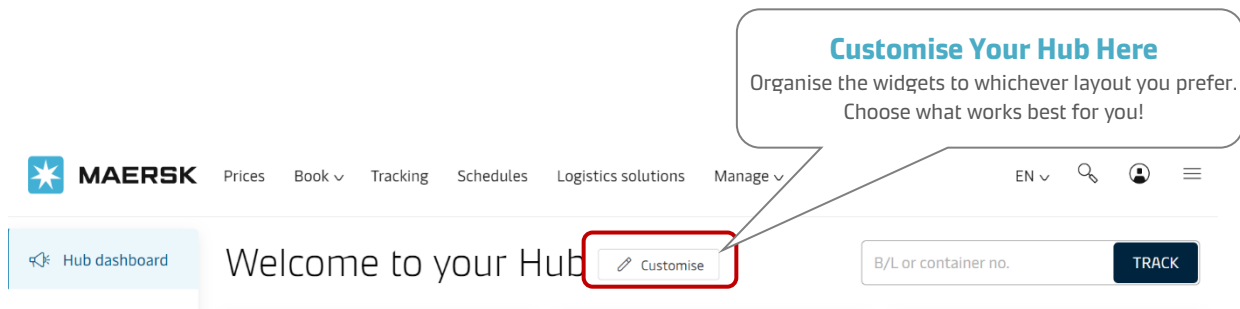 Customise Your Hub Here
Organise the widgets to whichever layout you prefer.
Choose what works best for you!
MAERSK Prices Book Tracking Schedules Logistics solutions Manage EN
Hub dashboard Welcome to your Hub Customise B/L or container no. TRACK